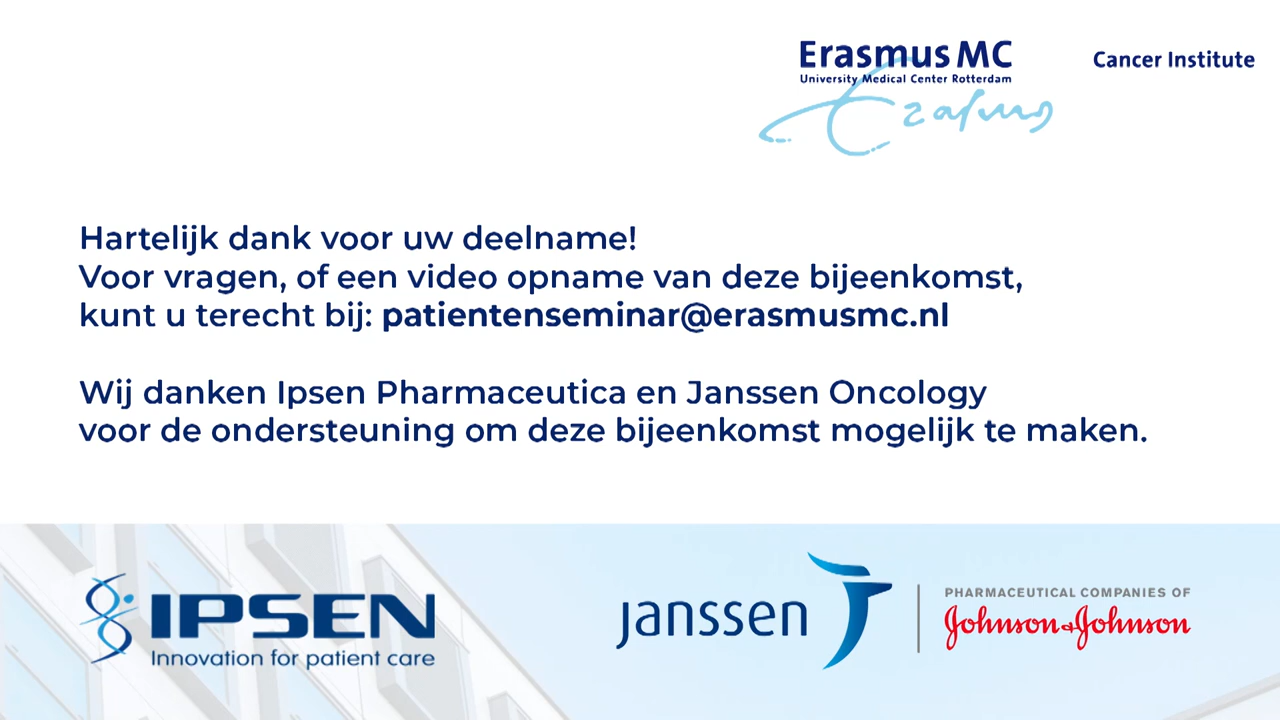 Erasmus MC
University Medical Center Rotterdam
Erasmus
Cancer Institute
Hartelijk dank voor uw deelname!
Voor vragen, of een video opname van deze bijeenkomst,
kunt u terecht bij: patientenseminar@erasmusmc.nl
Wij danken Ipsen Pharmaceutica en Janssen Oncology
voor de ondersteuning om deze bijeenkomst mogelijk te maken.
IPSEN
Innovation for patient care
janssen
PHARMACEUTICAL COMPANIES OF
Johnson & Johnson